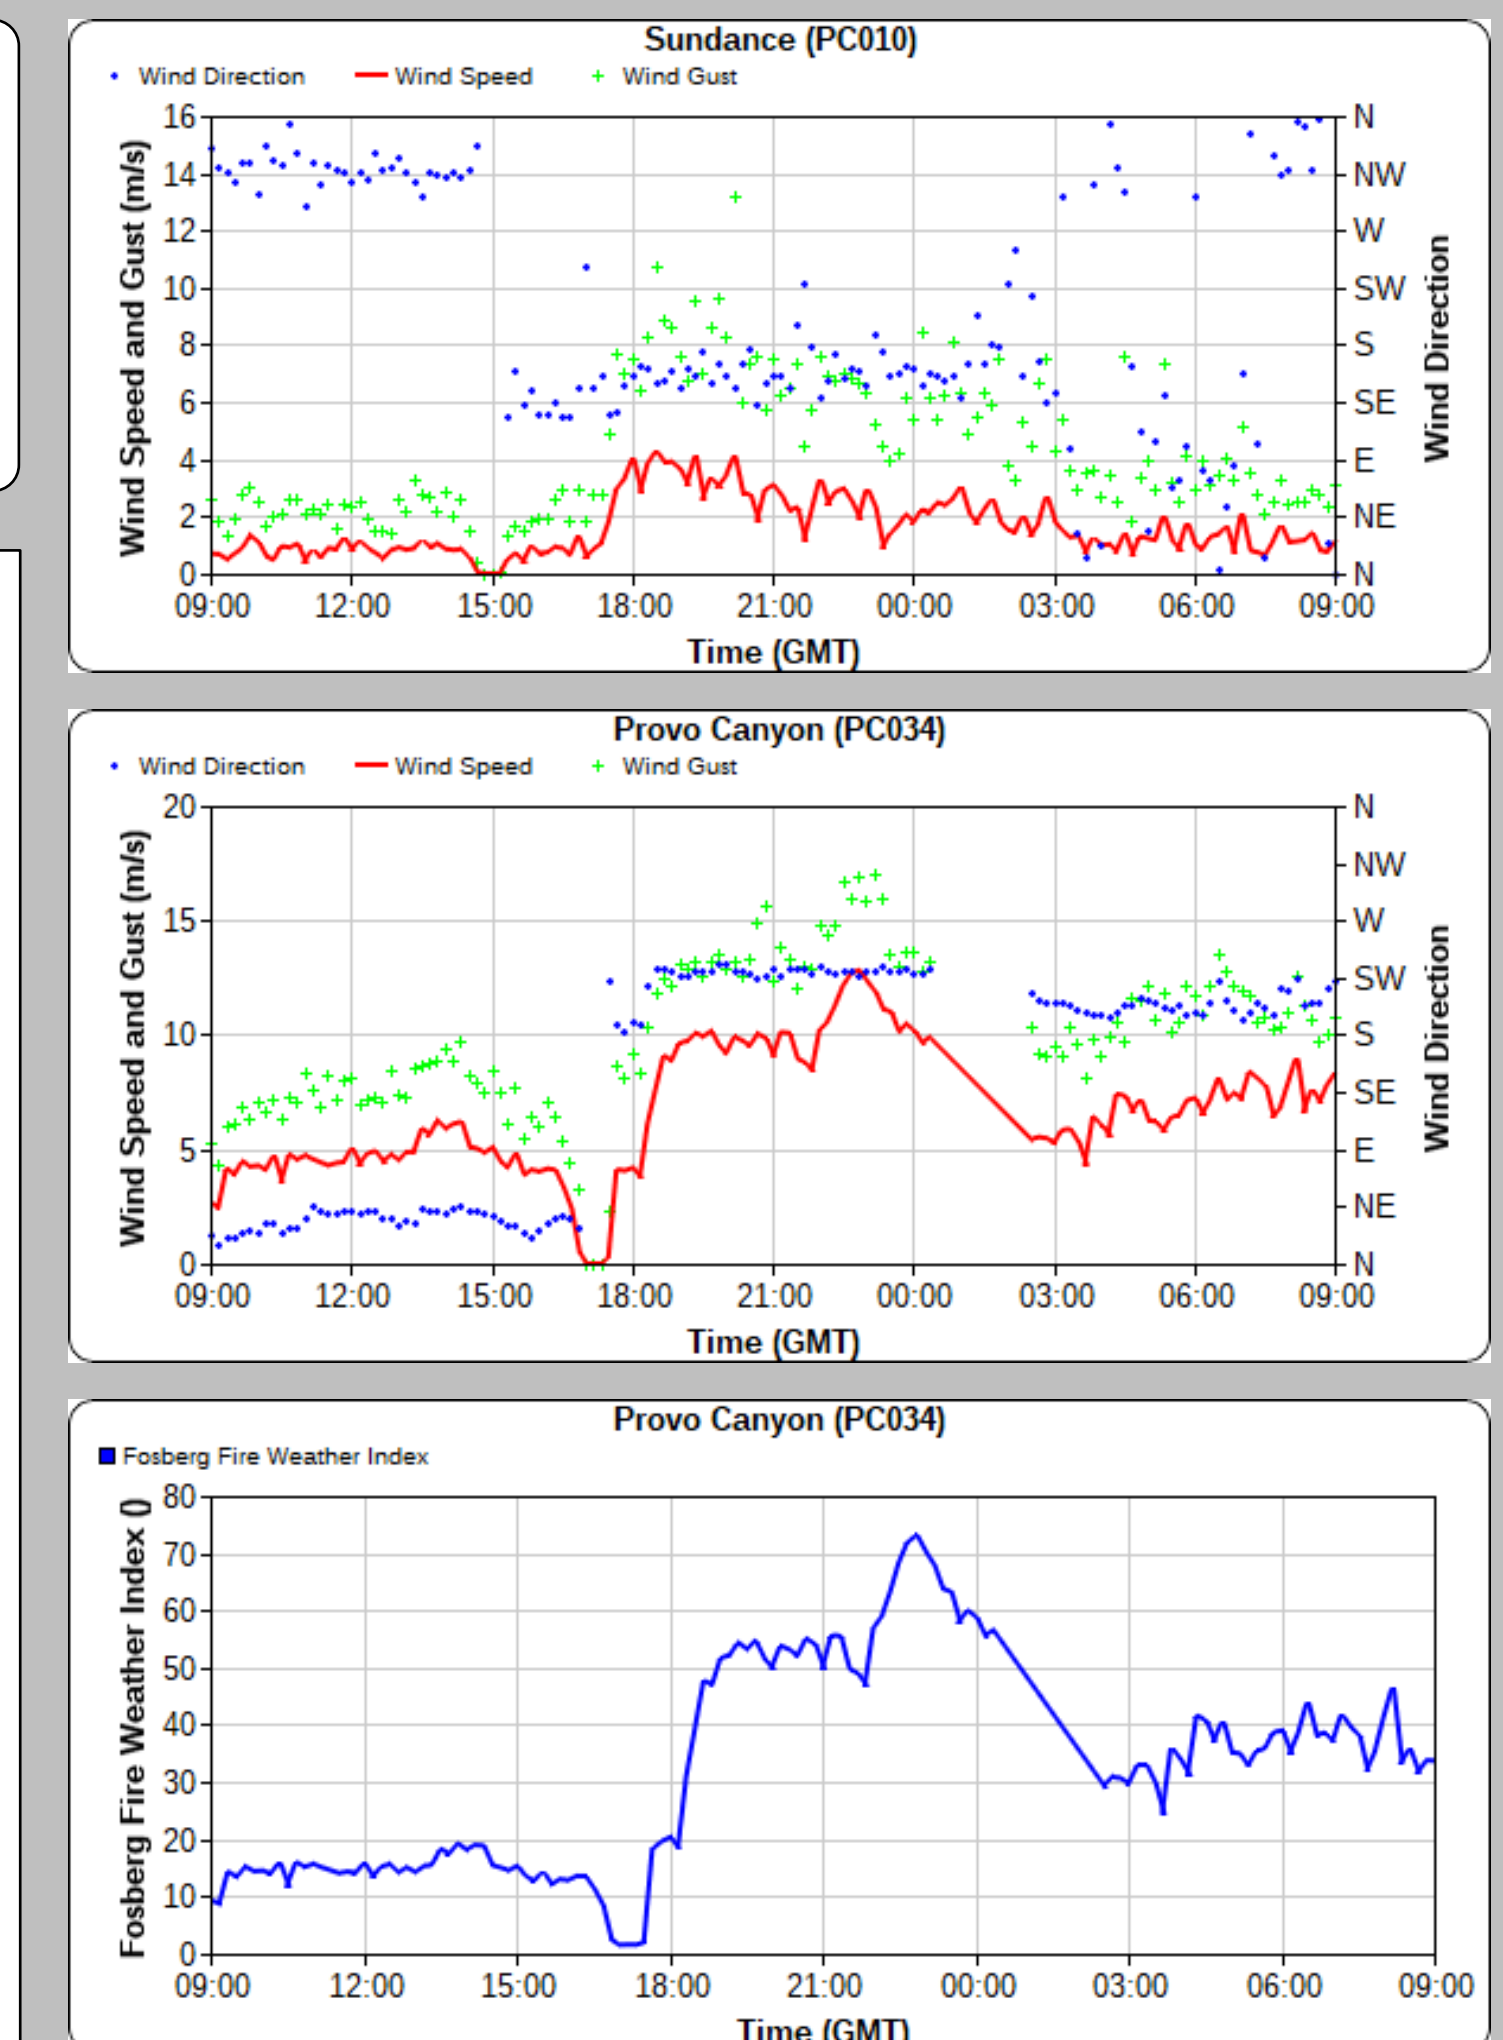 Sundance (PC010)
Wind Direction Wind Speed Wind Gust
Wind Speed and Gust (m/s)
16
14
12
10
8
6
4
2
0
N
NW
W
SW
S
SE
E
NE
N
Wind Direction
09:00 12:00 15:00 18:00 21:00 00:00 03:00 06:00 09:00
Time (GMT)
Provo Canyon (PC034)
Wind Direction Wind Speed Wind Gust
Wind Speed and Gust (m/s)
20
15
10
5
0
N
NW
W
SW
S
SE
E
NE
N
Wind Direction
09:00 12:00 15:00 18:00 21:00 00:00 03:00 06:00 09:00
Time (GMT)
Provo Canyon (PC034)
Fosberg Fire Weather Index
Fosberg Fire Weather Index ()
80
70
60
50
40
30
20
10
0
09:00 12:00 15:00 18:00 21:00 00:00 03:00 06:00 09:00
Time (GMT)